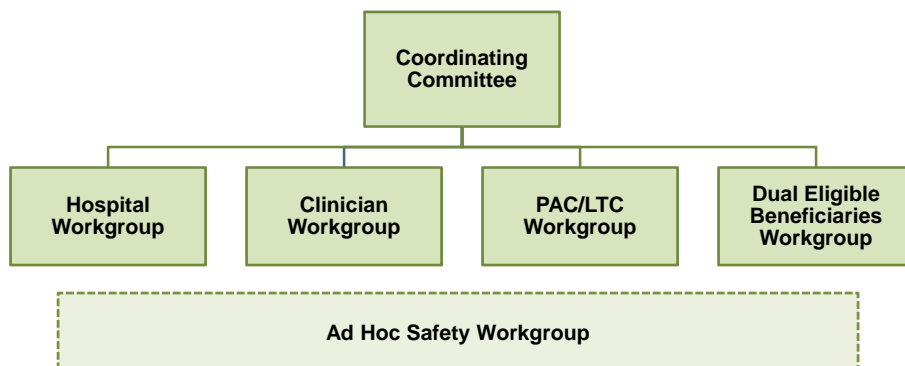 Coordinating
Committee
Hospital
Workgroup
Clinician
Workgroup
PAC/LTC
Workgroup
Dual Eligible
Beneficiaries
Workgroup
Ad Hoc Safety Workgroup